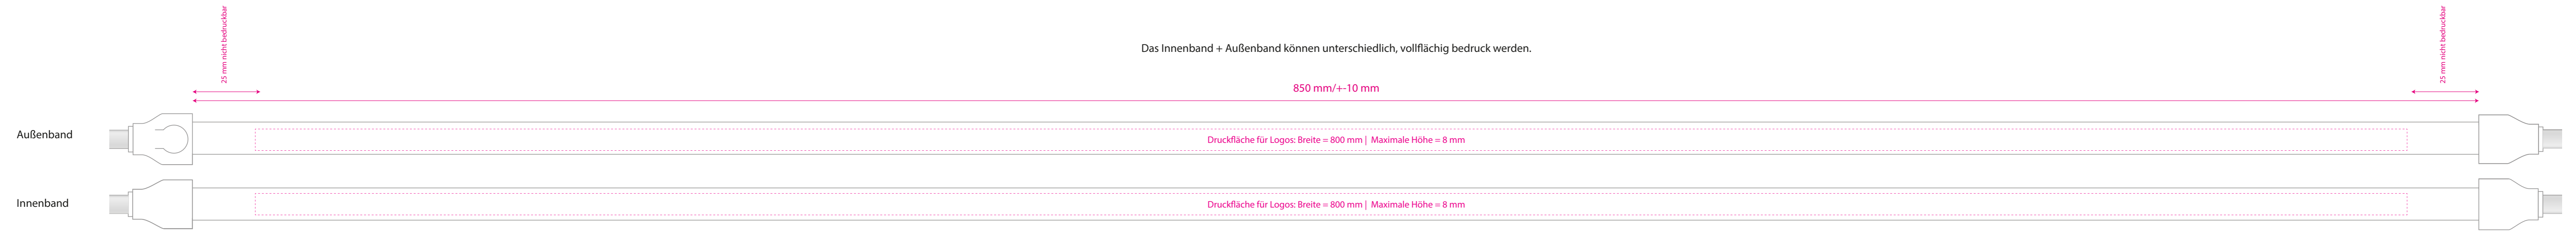 25 mm nicht bedruckbar
25 mm nicht bedruckbar
Das Innenband + Außenband können unterschiedlich, vollflächig bedruck werden.
850 mm/+-10 mm
Außenband
Druckfläche für Logos: Breite = 800 mm | Maximale Höhe = 8 mm
Innenband
Druckfläche für Logos: Breite = 800 mm | Maximale Höhe = 8 mm